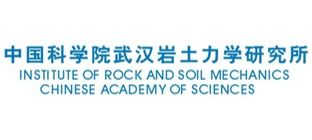 中国科学院武汉岩土力学研究所
INSTITUTE OF ROCK AND SOIL MECHANICS
CHINESE ACADEMY OF SCIENCES